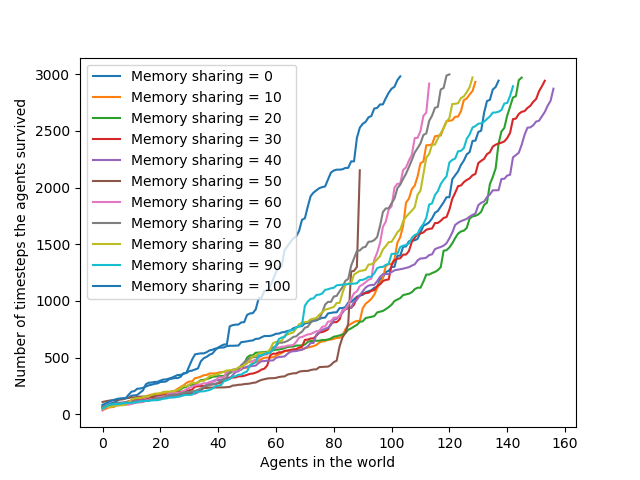 3000
2500
2000
1500
1000
500
0
Number of timesteps the agents survived
Memory sharing = 0
Memory sharing = 10
Memory sharing = 20
Memory sharing = 30
Memory sharing = 40
Memory sharing = 50
Memory sharing = 60
Memory sharing = 70
Memory sharing = 80
Memory sharing = 90
Memory sharing = 100
0 20 40 60 80 100 120 140 160
Agents in the world